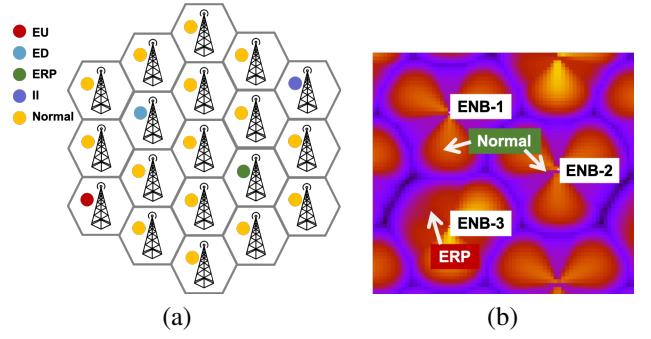 EU
ED
ERP
II
Normal
ENB-1
Normal
ENB-2
ENB-3
ERP
(a)
(b)